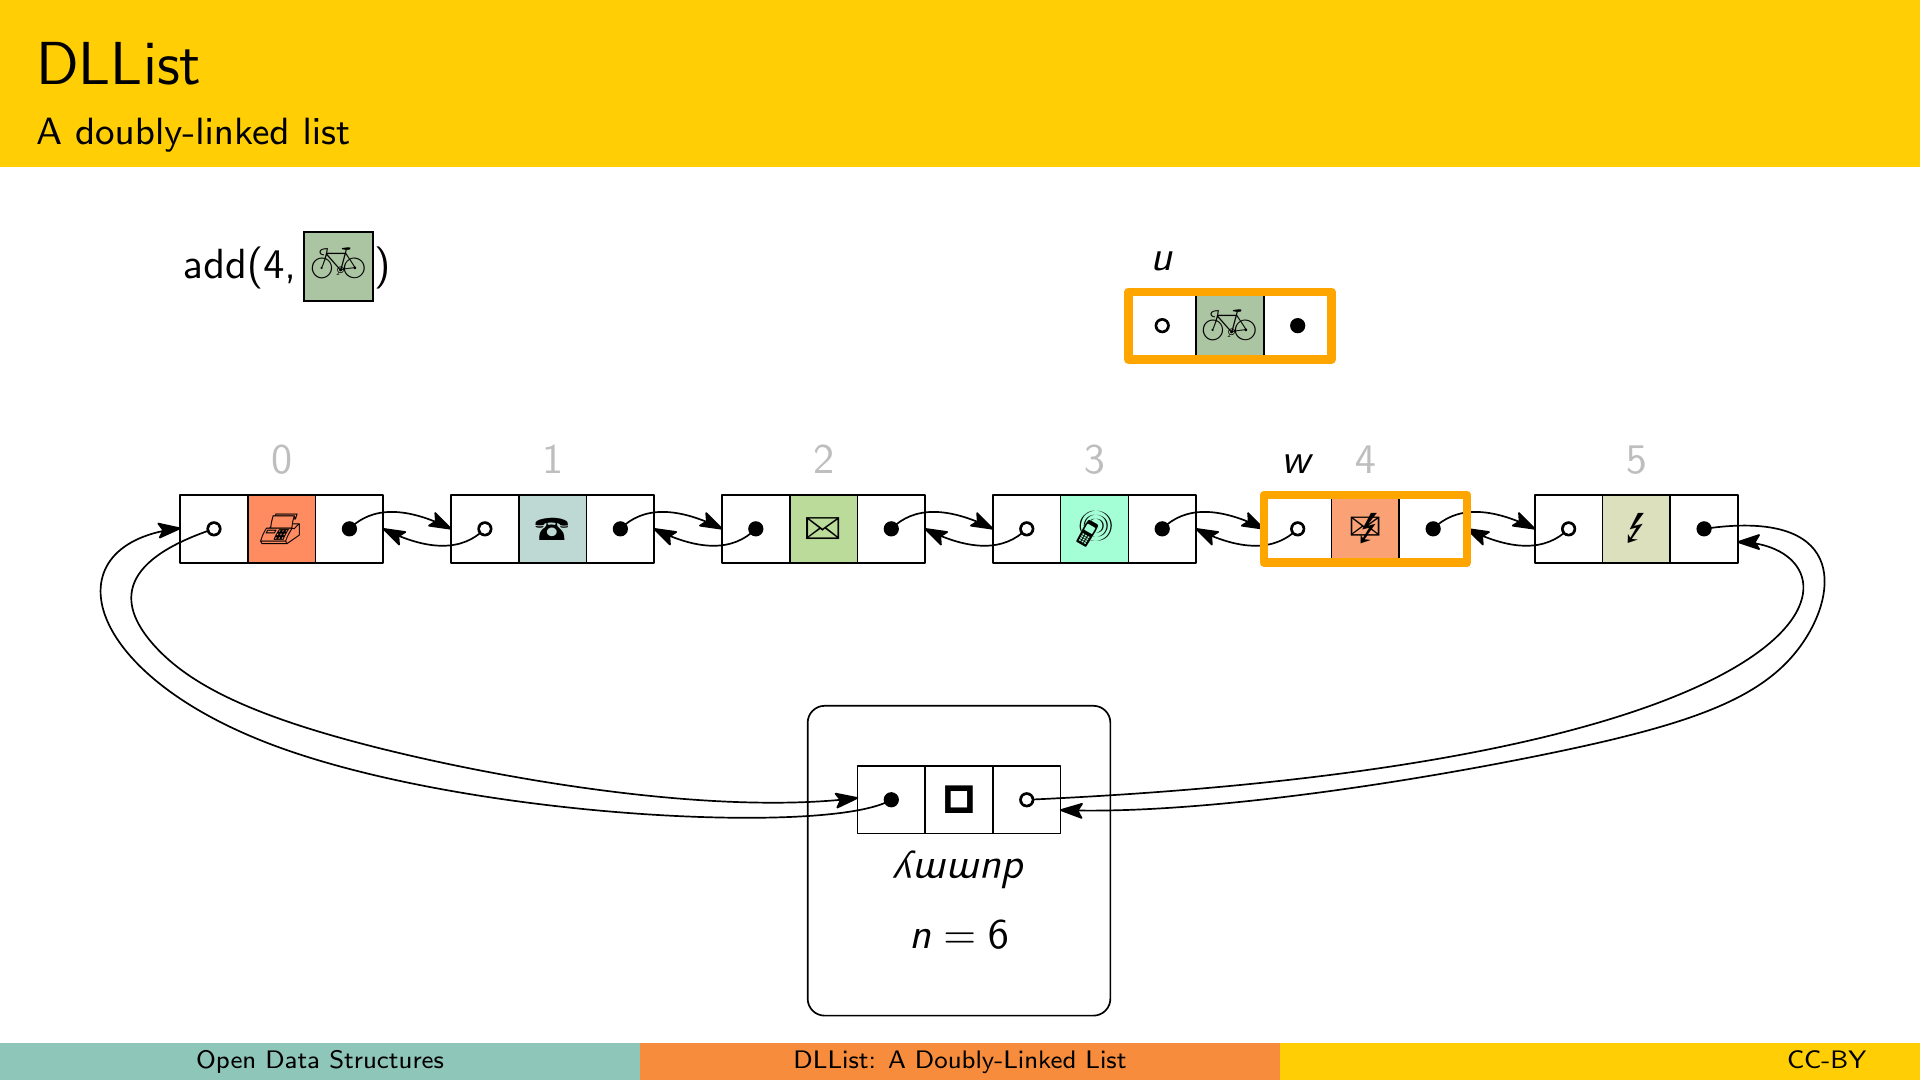 DLList
A doubly-linked list
add(4, )
u
0 1 2 3 w 4 5
dummy
n = 6
Open Data Structures DLList: A Doubly-Linked List CC-BY